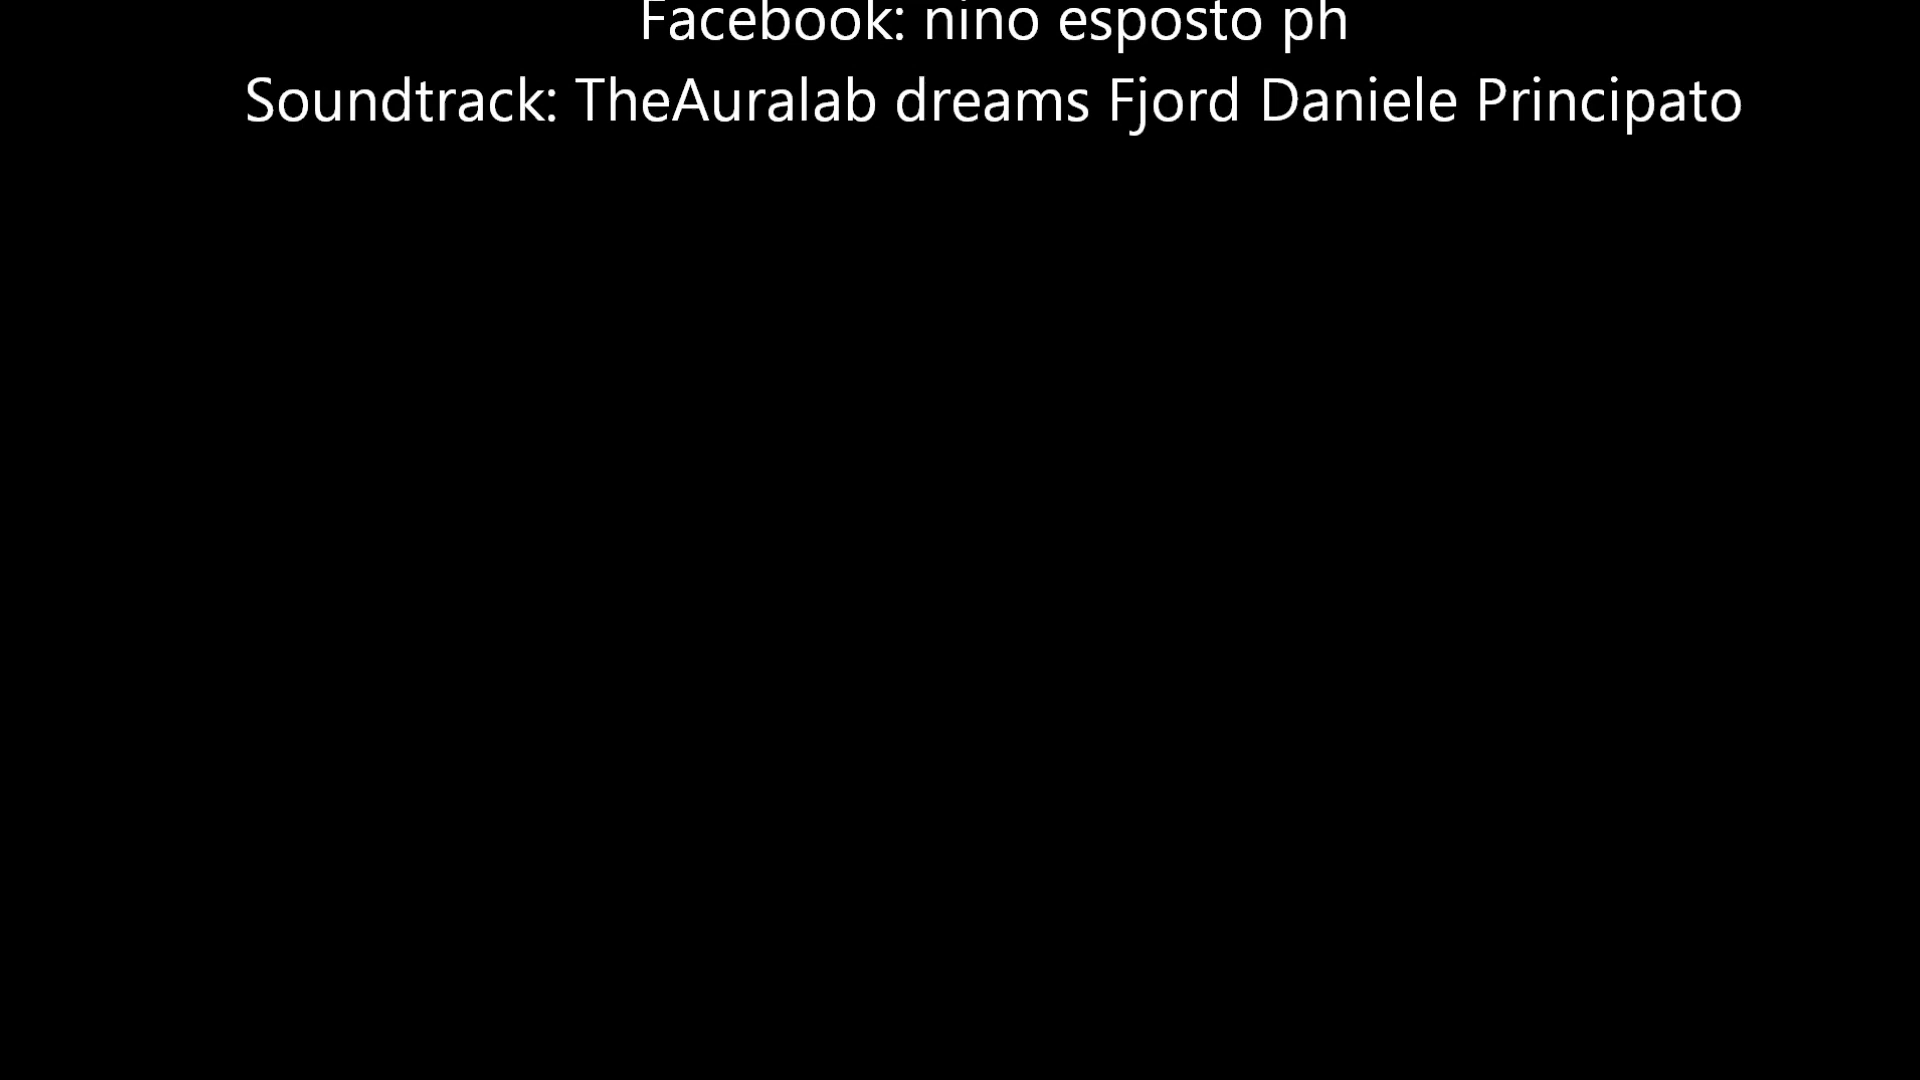 Facebook: nino esposto ph
Soundtrack: TheAuralab dreams Fjord Daniele Principato